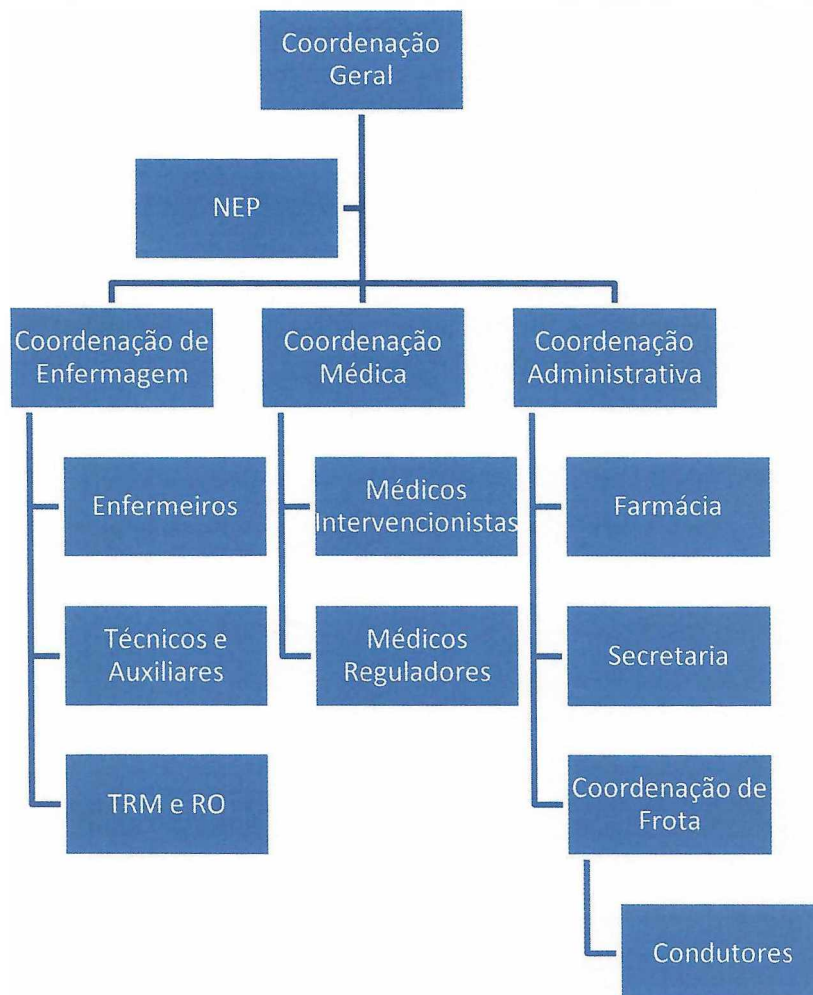 Coordenação
Geral
NEP
Coordenação de
Enfermagem
Coordenação
Médica
Coordenação
Administrativa
Enfermeiros
Médicos
Intervencionistas
Farmácia
Técnicos e
Auxiliares
Médicos
Reguladores
Secretaria
TRM e RO
Coordenação de
Frota
Condutores